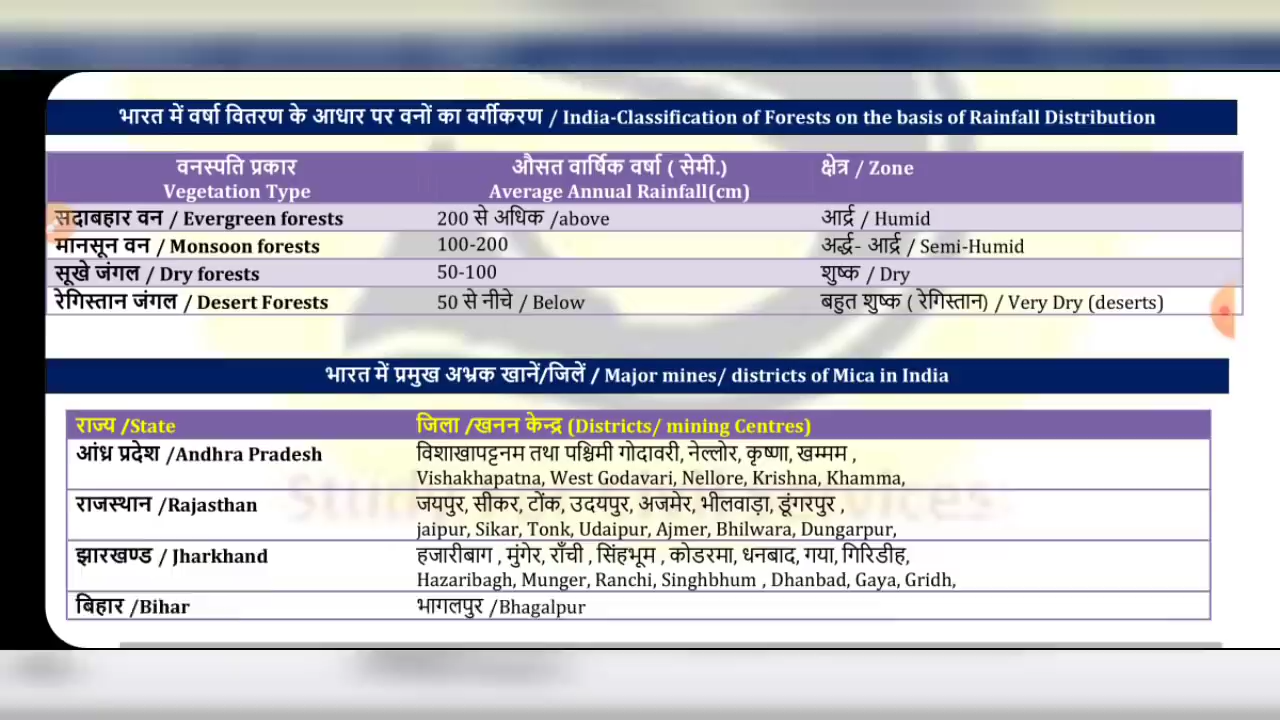 भारत में वर्षा वितरण के आधार पर वनों का वर्गीकरण / India-Classification of Forests on the basis of Rainfall Distribution
वनस्पति प्रकार औसत वार्षिक वर्षा ( सेमी.) क्षेत्र / Zone
Vegetation Type Average Annual Rainfall(cm)
सदाबहार वन / Evergreen forests 200 से अधिक /above आर्द्र / Humid
मानसून वन / Monsoon forests 100-200 अर्द्ध- आर्द्र / Semi-Humid
सूखे जंगल / Dry forests 50-100 शुष्क / Dry
रेगिस्तान जंगल / Desert Forests 50 से नीचे / Below बहुत शुष्क ( रेगिस्तान) / Very Dry (deserts)
भारत में प्रमुख अभ्रक खानें/जिलें / Major mines/ districts of Mica in India
राज्य /State जिला /खनन केन्द्र (Districts/ mining Centres)
आंध्र प्रदेश /Andhra Pradesh विशाखापट्टनम तथा पश्चिमी गोदावरी, नेल्लोर, कृष्णा, खम्मम ,
Vishakhapatna, West Godavari, Nellore, Krishna, Khamma,
राजस्थान /Rajasthan जयपुर, सीकर, टोंक, उदयपुर, अजमेर, भीलवाड़ा, डूंगरपुर ,
jaipur, Sikar, Tonk, Udaipur, Ajmer, Bhilwara, Dungarpur,
झारखण्ड / Jharkhand हजारीबाग , मुंगेर, राँची , सिंहभूम , कोडरमा, धनबाद, गया, गिरिडीह,
Hazaribagh, Munger, Ranchi, Singhbhum , Dhanbad, Gaya, Gridh,
बिहार /Bihar भागलपुर /Bhagalpur